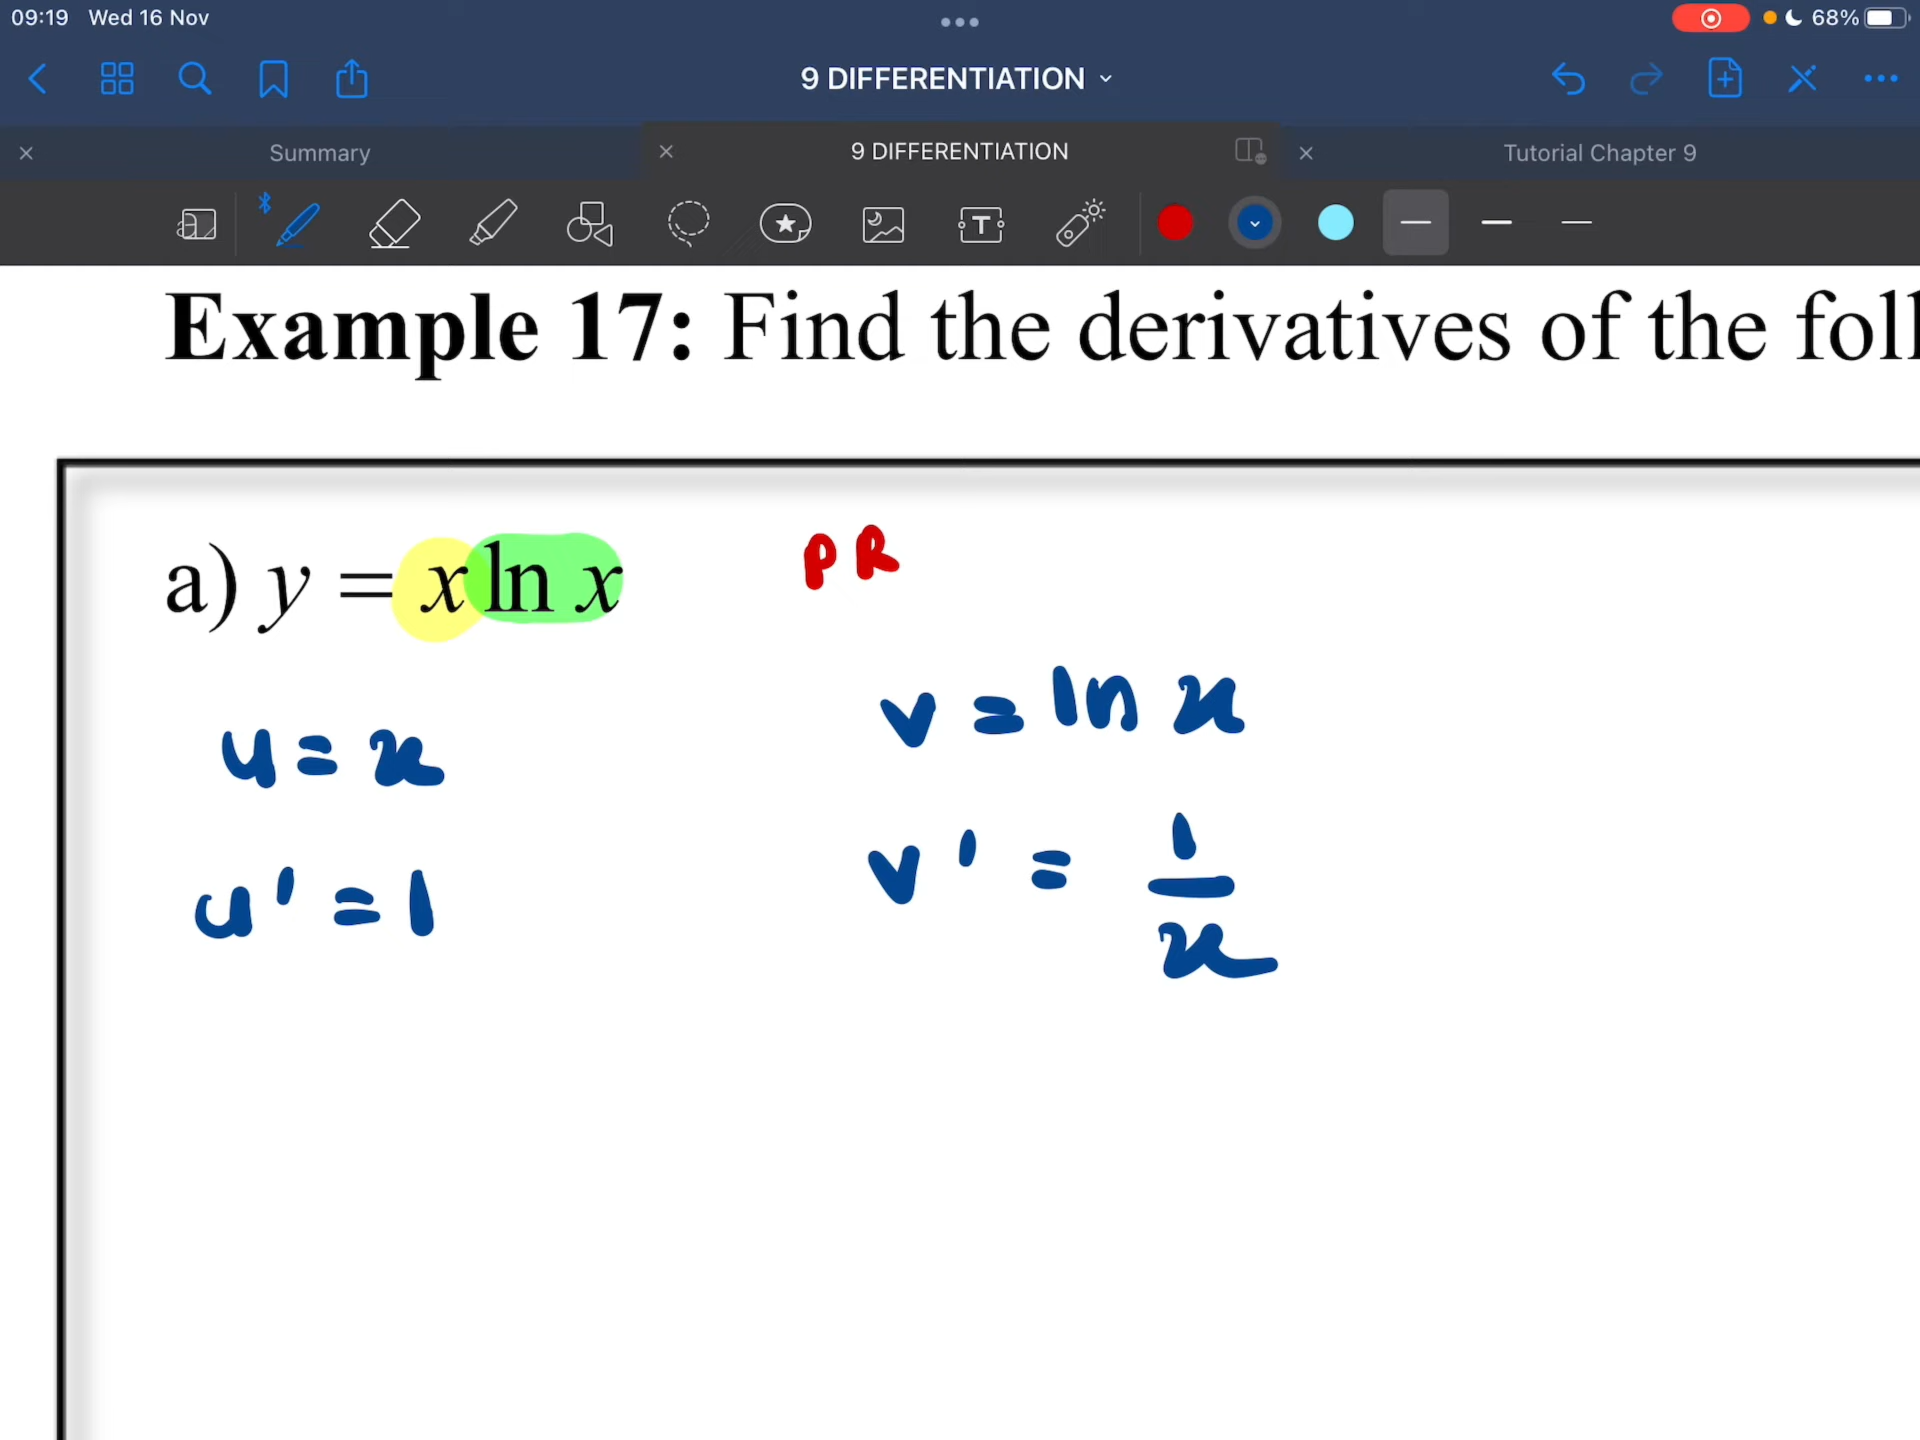 09:19 Wed 16 Nov
68%
9 DIFFERENTIATION
Summary
9 DIFFERENTIATION
Tutorial Chapter 9
T
Example 17: Find the derivatives of the foll
a) y = x ln x
PR
u = x
v = ln x
u' = 1
v' = 1/x